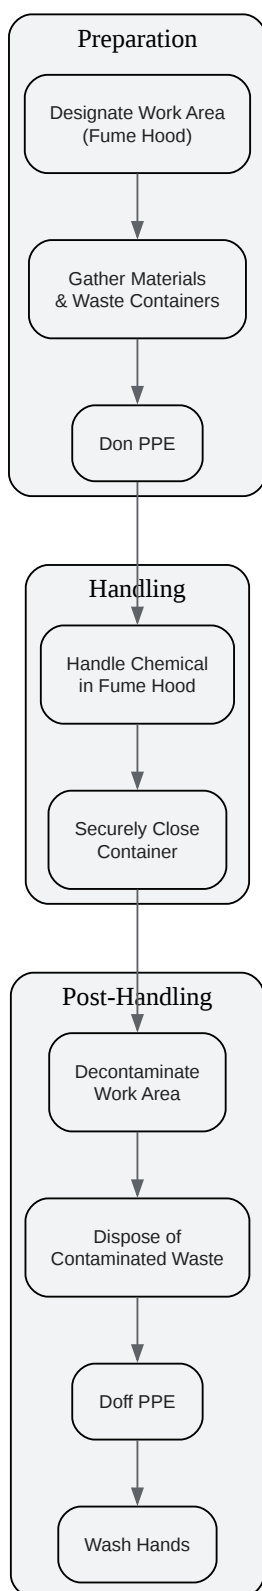 Preparation
Designate Work Area
(Fume Hood)
Gather Materials
& Waste Containers
Don PPE
Handling
Handle Chemical
in Fume Hood
Securely Close
Container
Post-Handling
Decontaminate
Work Area
Dispose of
Contaminated Waste
Doff PPE
Wash Hands